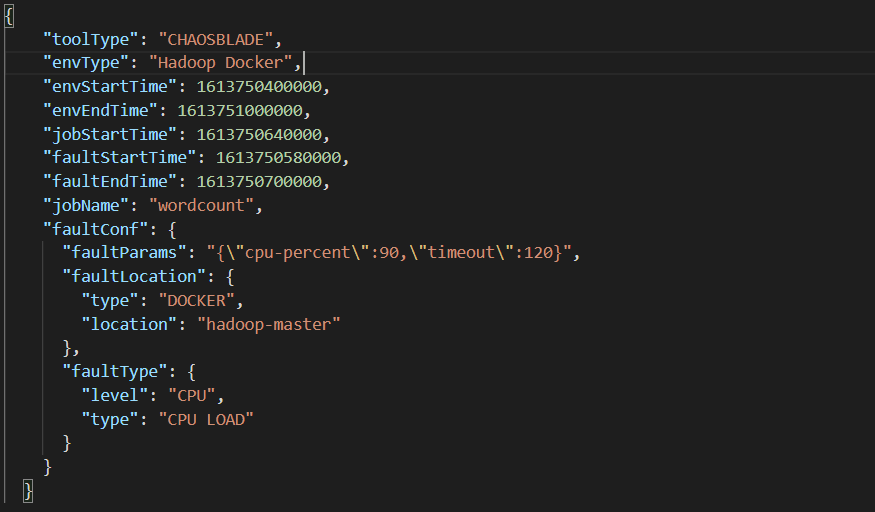 {
"toolType": "CHAOSBLADE",
"envType": "Hadoop Docker",
"envStartTime": 1613750400000,
"envEndTime": 1613751000000,
"jobStartTime": 1613750640000,
"faultStartTime": 1613750580000,
"faultEndTime": 1613750700000,
"jobName": "wordcount",
"faultConf": {
"faultParams": "{\"cpu-percent\":90,\"timeout\":120}",
"faultLocation": {
"type": "DOCKER",
"location": "hadoop-master"
},
"faultType": {
"level": "CPU",
"type": "CPU LOAD"
}
}
}